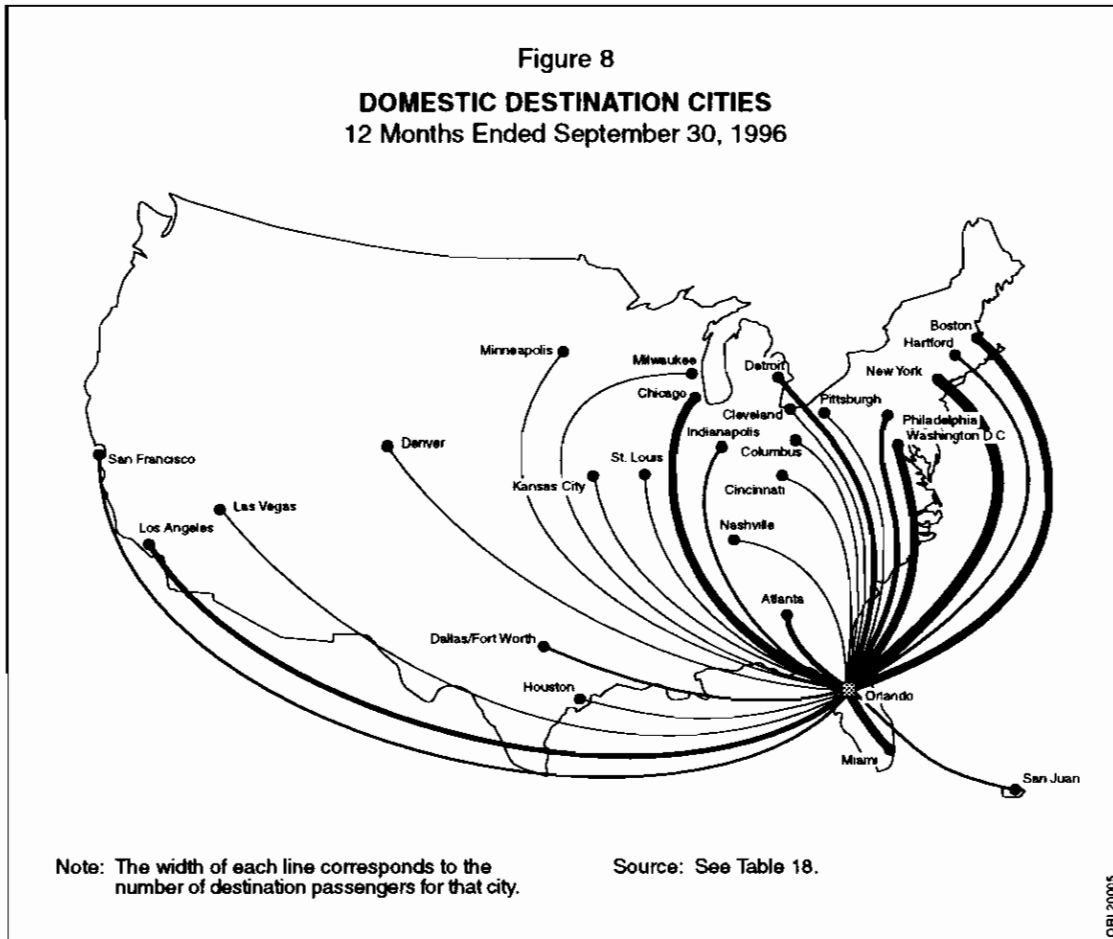 Figure 8
DOMESTIC DESTINATION CITIES
12 Months Ended September 30, 1996
Boston
Hartford
Minneapolis
Milwaukee
Detroit
New York
Chicago
Cleveland
Pittsburgh
Philadelphia
Washington D C
Indianapolis
Columbus
Denver
St. Louis
San Francisco
Kansas City
Cincinnati
Las Vegas
Los Angeles
Nashville
Atlanta
Dallas/Fort Worth
Houston
Orlando
Miami
San Juan
Note: The width of each line corresponds to the
number of destination passengers for that city.
Source: See Table 18.